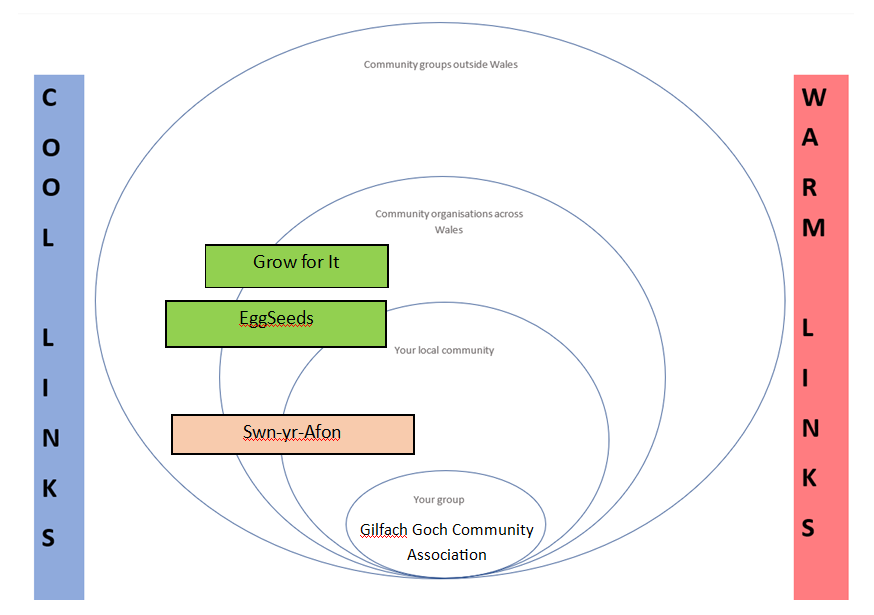 COOL LINKS
Community groups outside Wales
Community organisations across
Wales
Grow for It
EggSeeds
Your local community
Swn-yr-Afon
Your group
Gilfach Goch Community
Association
WARM LINKS